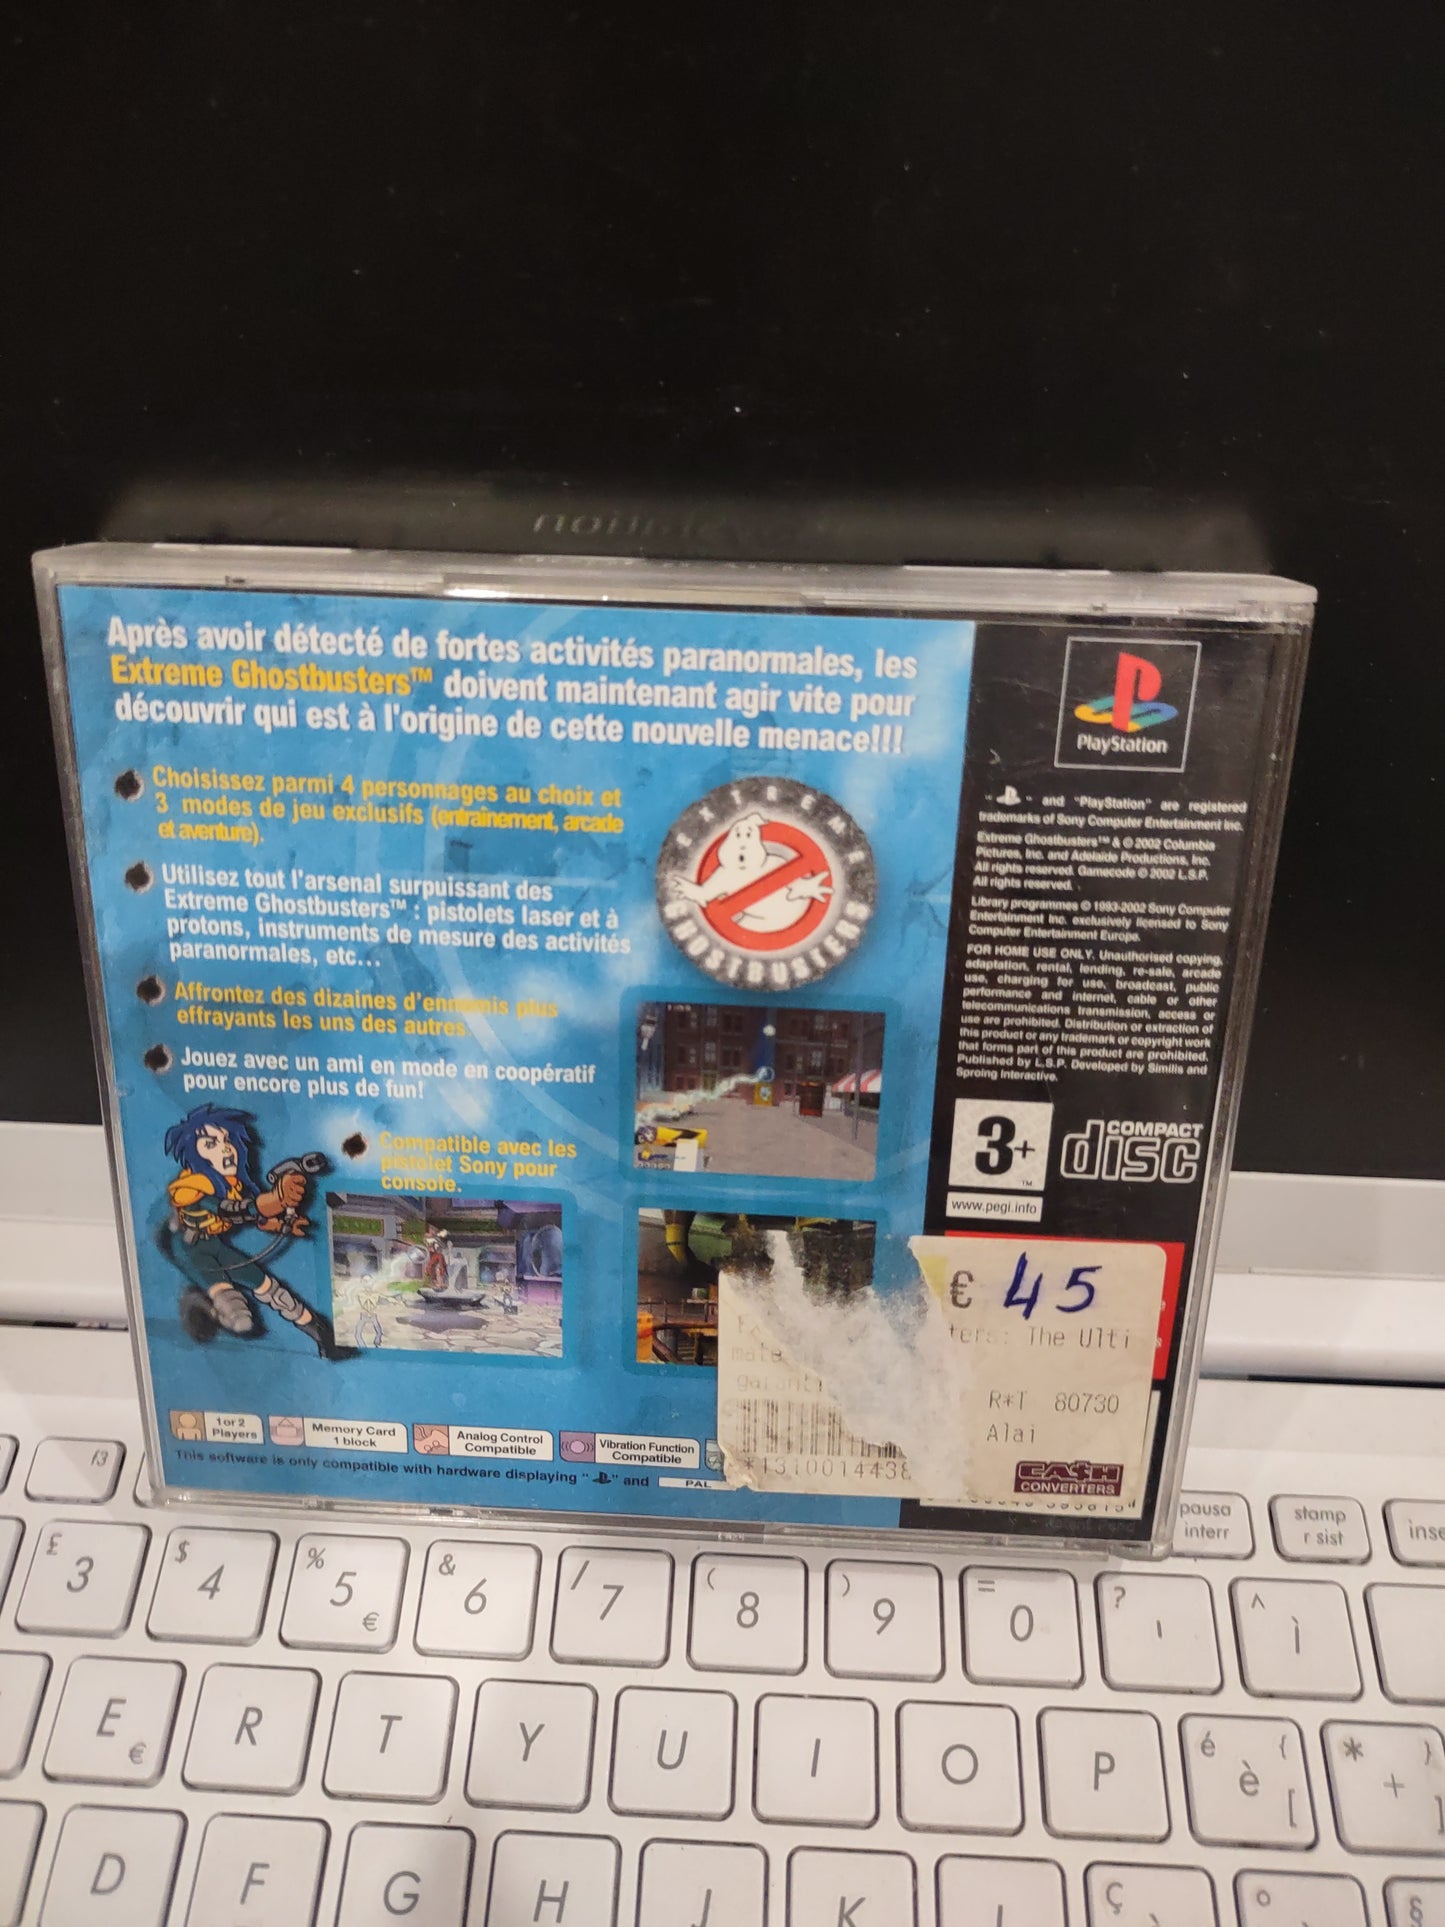 Après avoir détecté de fortes activités paranormales, les
Extreme Ghostbusters™ doivent maintenant agir vite pour
découvrir qui est à l'origine de cette nouvelle menace!!!
Choisissez parmi 4 personnages au choix et
3 modes de jeu exclusifs (entraînement, arcade
et aventure).
Utilisez tout l'arsenal surpuissant des
Extreme Ghostbusters™ : pistolets laser et à
protons, instruments de mesure des activités
paranormales, etc...
Affrontez des dizaines d'ennemis plus
effrayants les uns des autres.
Jouez avec un ami en mode en coopératif
pour encore plus de fun!
Compatible avec les
pistolet Sony pour
console.
EXTREME
GHOSTBUSTERS
1 or 2
Players
Memory Card
1 block
Analog Control
Compatible
Vibration Function
Compatible
This software is only compatible with hardware displaying " " and PAL
PlayStation
" " and "PlayStation" are registered
trademarks of Sony Computer Entertainment Inc.
Extreme Ghostbusters™ & © 2002 Columbia
Pictures, Inc. and Adelaide Productions, Inc.
All rights reserved. Gamecode © 2002 L.S.P.
All rights reserved.
Library programmes © 1993-2002 Sony Computer
Entertainment Inc. exclusively licensed to Sony
Computer Entertainment Europe.
FOR HOME USE ONLY. Unauthorised copying,
adaptation, rental, lending, re-sale, arcade
use, charging for use, broadcast, public
performance and internet, cable or other
telecommunications transmission, access or
use are prohibited. Distribution or extraction of
this product or any trademark or copyright work
that forms part of this product are prohibited.
Published by L.S.P. Developed by Similis and
Sproing Interactive.
3+
™
www.pegi.info
COMPACT
disc
€ 45
ters: The Ulti
R*T 80730
Alai
*1310014438
CA$H
CONVERTERS
f3
pausa
interr
stamp
r sist
inse
£ 3
$ 4
% 5 €
& 6
/ 7
( 8
) 9
= 0
? '
^ ì
E €
R
T
Y
U
I
O
P
é è { [
* + } ]
D
F
G
H
J
K
L
ç
°
§